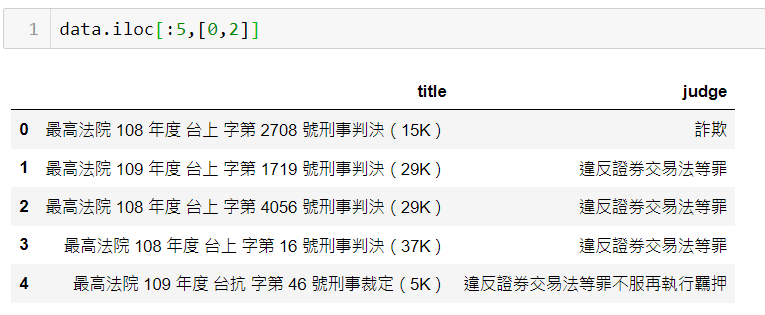 1 data.iloc[:5,[0,2]]
title judge
0 最高法院 108 年度 台上 字第 2708 號刑事判決 ( 15K ) 詐欺
1 最高法院 109 年度 台上 字第 1719 號刑事判決 ( 29K ) 違反證券交易法等罪
2 最高法院 108 年度 台上 字第 4056 號刑事判決 ( 29K ) 違反證券交易法等罪
3 最高法院 108 年度 台上 字第 16 號刑事判決 ( 37K ) 違反證券交易法等罪
4 最高法院 109 年度 台抗 字第 46 號刑事裁定 ( 5K ) 違反證券交易法等罪不服再執行羈押